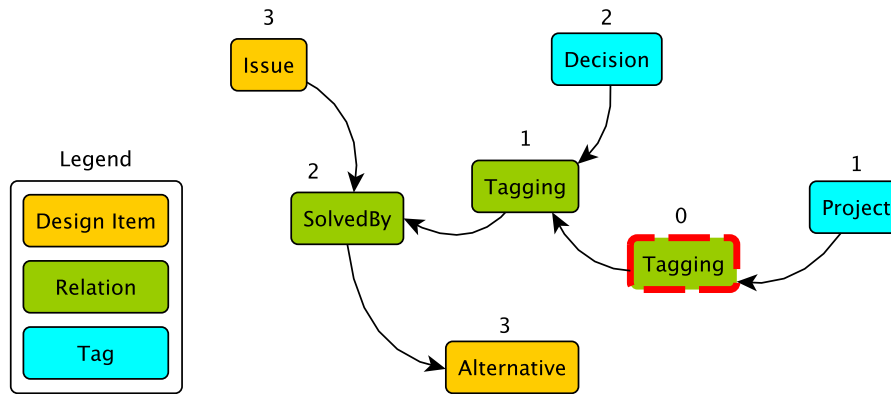 3
Issue
2
Decision
Legend
Design Item
Relation
Tag
2
SolvedBy
1
Tagging
0
Tagging
1
Project
3
Alternative